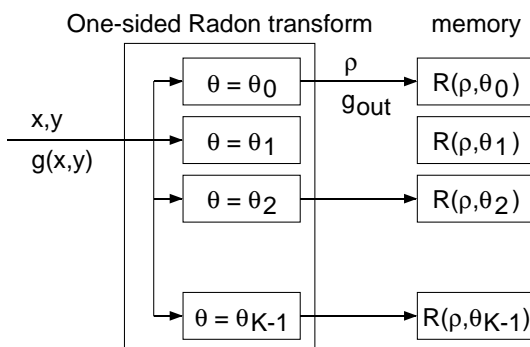 One-sided Radon transform memory
θ = θ0 ρ R(ρ,θ0)
gout
x,y
θ = θ1 R(ρ,θ1)
g(x,y)
θ = θ2 R(ρ,θ2)
θ = θK-1 R(ρ,θK-1)